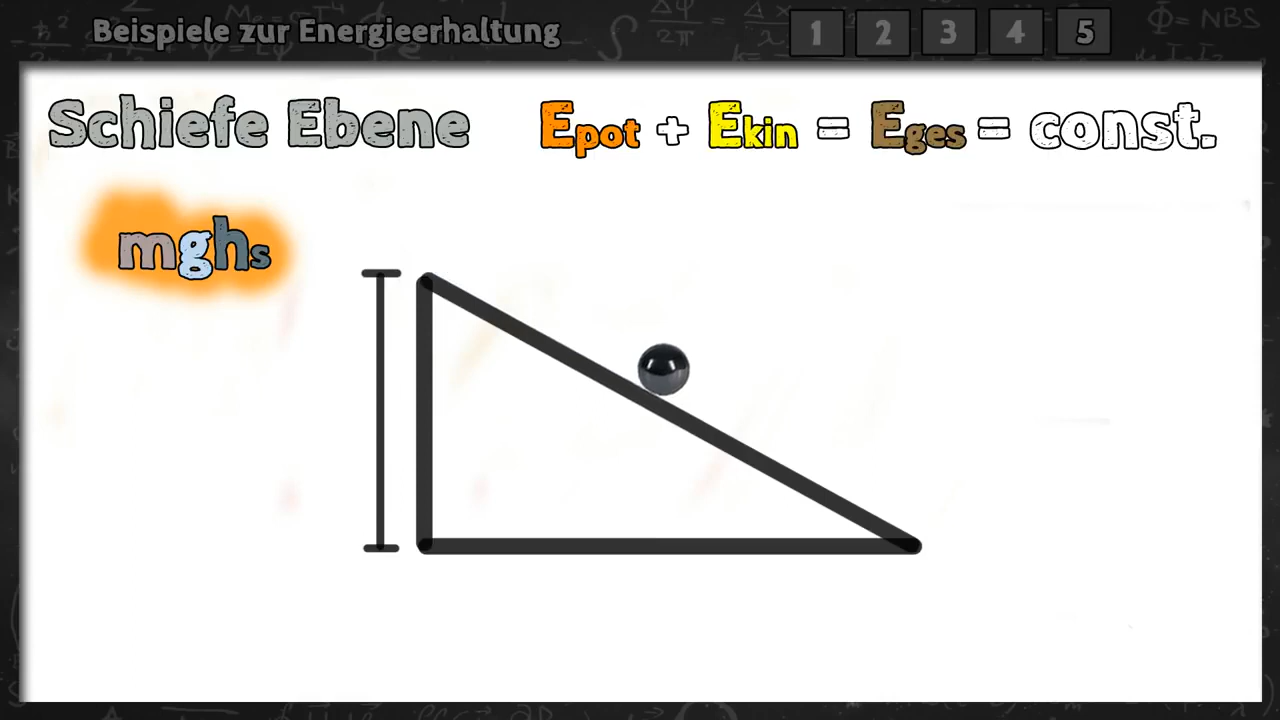 Beispiele zur Energieerhaltung 1 2 3 4 5
Schiefe Ebene Epot + Ekin = Eges = const.
mghs